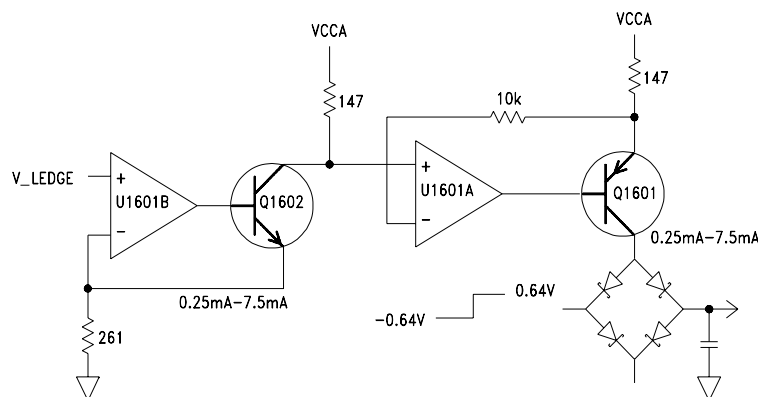 VCCA
147
VCCA
147
10k
V_LEDGE
+
U1601B
−
Q1602
+
U1601A
−
Q1601
0.25mA−7.5mA
0.25mA−7.5mA
−0.64V
0.64V
261